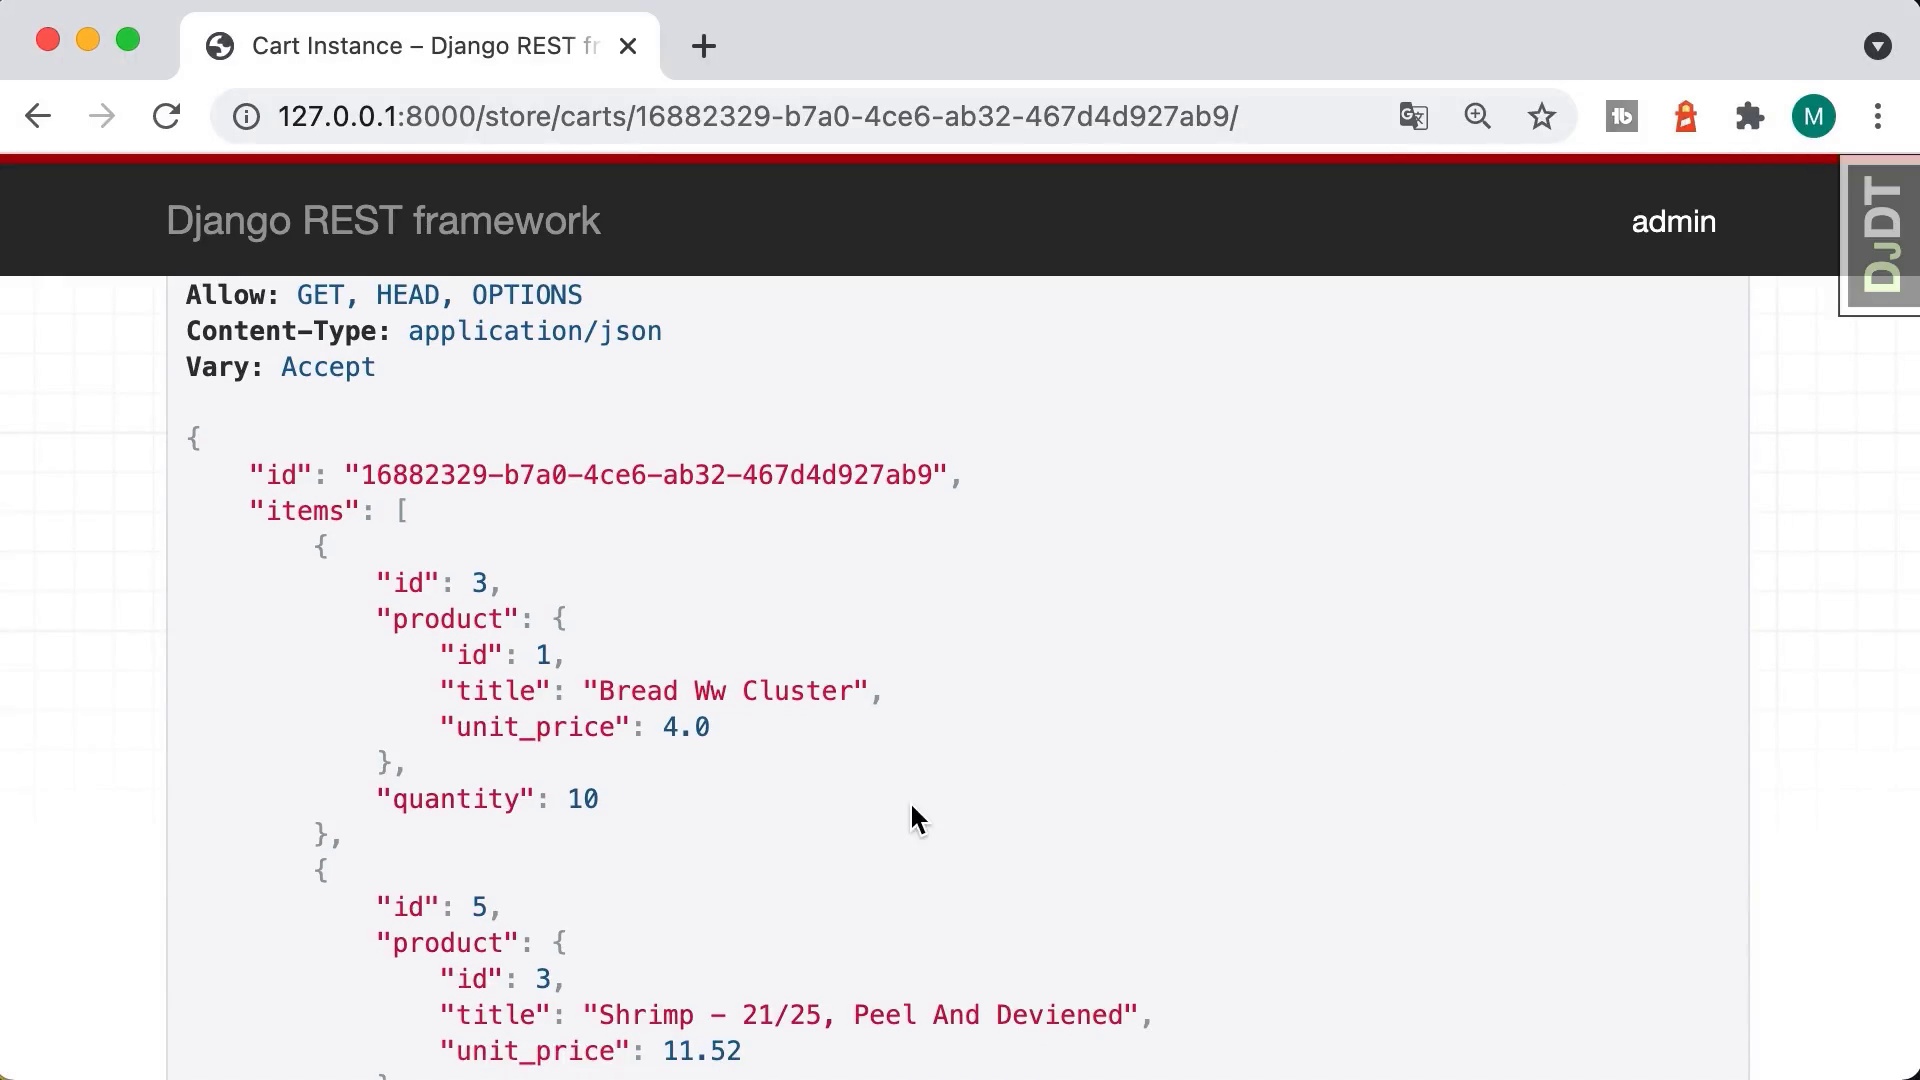 Cart Instance – Django REST fr
127.0.0.1:8000/store/carts/16882329-b7a0-4ce6-ab32-467d4d927ab9/
M
Django REST framework
admin
DJDT
Allow: GET, HEAD, OPTIONS
Content-Type: application/json
Vary: Accept
{
"id": "16882329-b7a0-4ce6-ab32-467d4d927ab9",
"items": [
{
"id": 3,
"product": {
"id": 1,
"title": "Bread Ww Cluster",
"unit_price": 4.0
},
"quantity": 10
},
{
"id": 5,
"product": {
"id": 3,
"title": "Shrimp - 21/25, Peel And Deviened",
"unit_price": 11.52